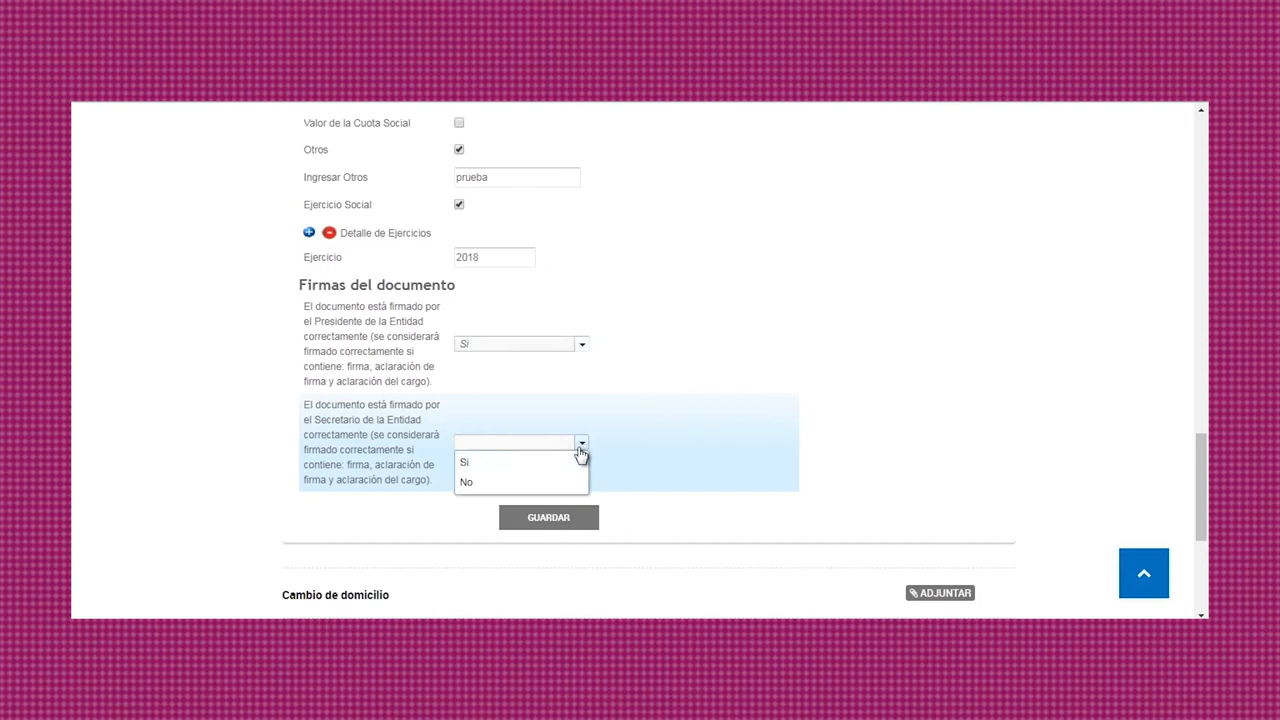 Valor de la Cuota Social
Otros
Ingresar Otros prueba
Ejercicio Social
Detalle de Ejercicios
Ejercicio 2018
Firmas del documento
El documento está firmado por
el Presidente de la Entidad
correctamente (se considerará
firmado correctamente si
contiene: firma, aclaración de
firma y aclaración del cargo).
Si
El documento está firmado por
el Secretario de la Entidad
correctamente (se considerará
firmado correctamente si
contiene: firma, aclaración de
firma y aclaración del cargo).
Si
No
GUARDAR
Cambio de domicilio
ADJUNTAR